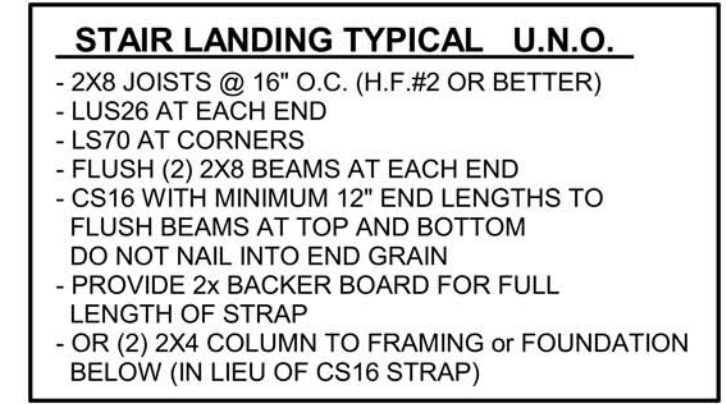 STAIR LANDING TYPICAL U.N.O.
- 2X8 JOISTS @ 16" O.C. (H.F.#2 OR BETTER)
- LUS26 AT EACH END
- LS70 AT CORNERS
- FLUSH (2) 2X8 BEAMS AT EACH END
- CS16 WITH MINIMUM 12" END LENGTHS TO
FLUSH BEAMS AT TOP AND BOTTOM
DO NOT NAIL INTO END GRAIN
- PROVIDE 2x BACKER BOARD FOR FULL
LENGTH OF STRAP
- OR (2) 2X4 COLUMN TO FRAMING or FOUNDATION
BELOW (IN LIEU OF CS16 STRAP)